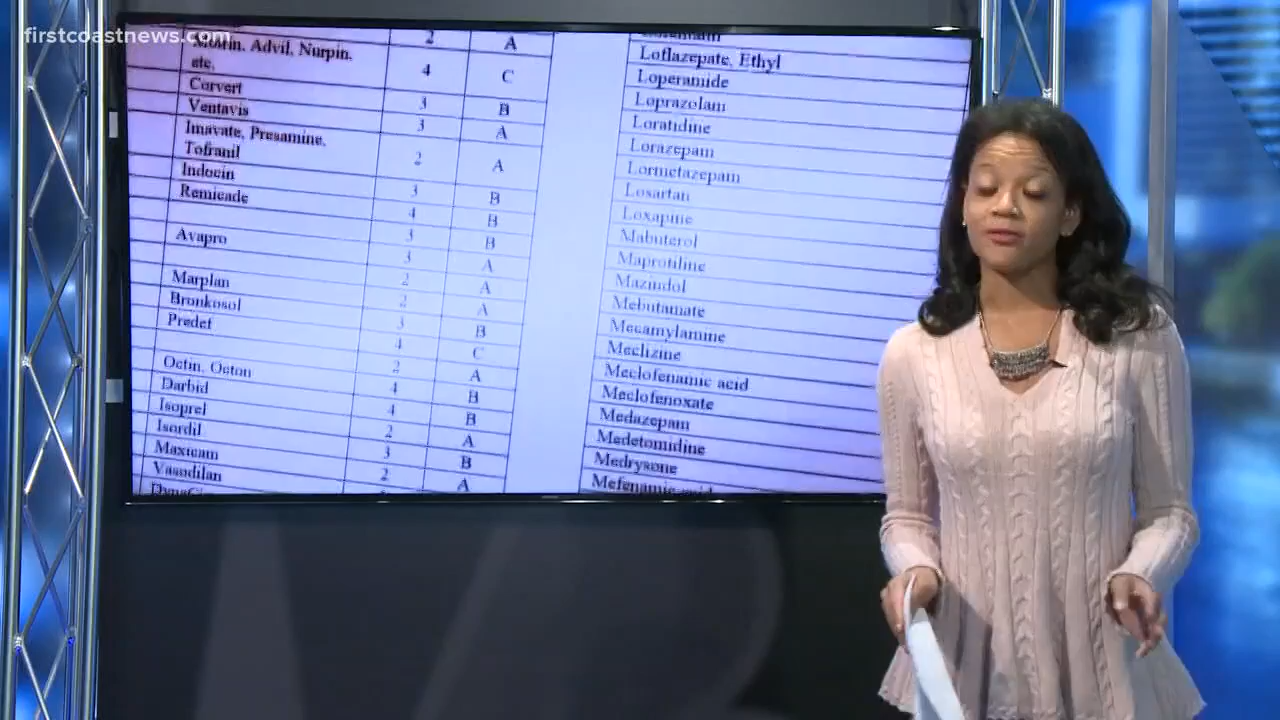 firstcoastnews.com
2 A
Motrin, Advil, Nurpin,
etc.
4 C
Corvert
3 B
Ventavis
3 A
Imavate, Presamine,
Tofranil
2 A
Indocin
3 B
Remicade
4 B
3 B
Avapro
3 A
2 A
Marplan
2 A
Bronkosol
3 B
Predef
4 C
2 A
Octin, Octon
4 B
Darbid
4 B
Isoprel
2 A
Isordil
3 B
Maxicam
2 A
Vasodilan
Loflazepate, Ethyl
Loperamide
Loprazolam
Loratidine
Lorazepam
Lormetazepam
Losartan
Loxapine
Mabuterol
Maprotiline
Mazindol
Mebutamate
Mecamylamine
Meclizine
Meclofenamic acid
Meclofenoxate
Medazepam
Medetomidine
Medrysone
Mefenamic acid